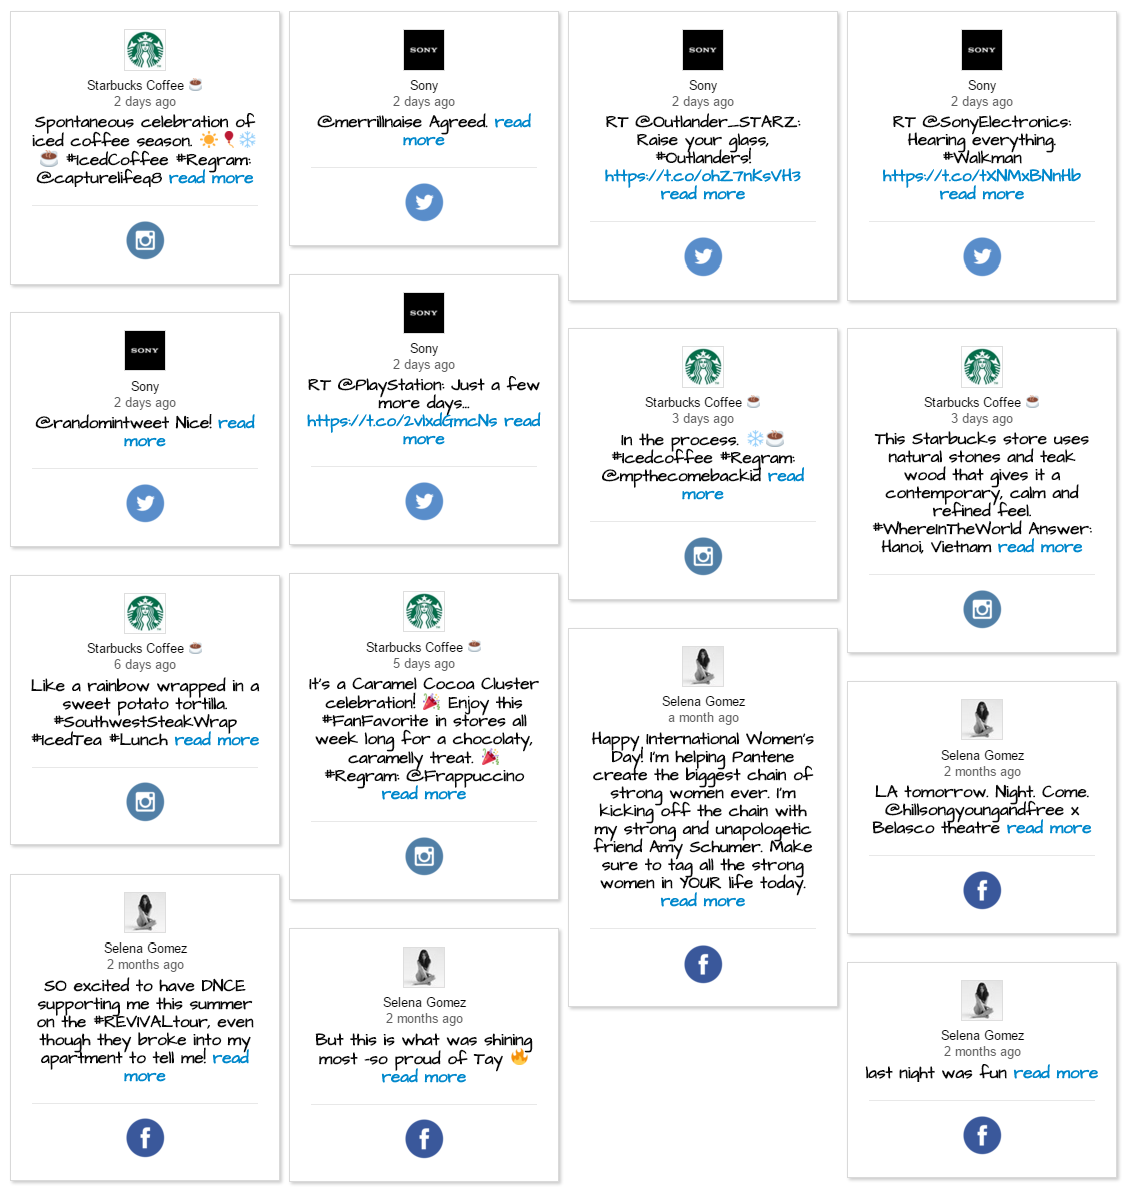 Starbucks Coffee ☕
2 days ago
Spontaneous celebration of
iced coffee season. ☀️🎈❄️
☕ #IcedCoffee #Regram:
@capturelifeq8 read more
SONY
Sony
2 days ago
@randomintweet Nice! read
more
Starbucks Coffee ☕
6 days ago
Like a rainbow wrapped in a
sweet potato tortilla.
#SouthwestSteakWrap
#IcedTea #Lunch read more
Selena Gomez
2 months ago
SO excited to have DNCE
supporting me this summer
on the #REVIVALtour, even
though they broke into my
apartment to tell me! read
more
SONY
Sony
2 days ago
@merrillnaise Agreed. read
more
SONY
Sony
2 days ago
RT @PlayStation: Just a few
more days...
https://t.co/2vlxdGmcNs read
more
Starbucks Coffee ☕
5 days ago
It's a Caramel Cocoa Cluster
celebration! 🎉 Enjoy this
#FanFavorite in stores all
week long for a chocolaty,
caramelly treat. 🎉
#Regram: @Frappuccino
read more
Selena Gomez
2 months ago
But this is what was shining
most -so proud of Tay 🔥
read more
SONY
Sony
2 days ago
RT @Outlander_STARZ:
Raise your glass,
#Outlanders!
https://t.co/ohZ7nKsVH3
read more
Starbucks Coffee ☕
3 days ago
In the process. ❄️☕
#Icedcoffee #Regram:
@mpthecomebackid read
more
Selena Gomez
a month ago
Happy International Women's
Day! I'm helping Pantene
create the biggest chain of
strong women ever. I'm
kicking off the chain with
my strong and unapologetic
friend Amy Schumer. Make
sure to tag all the strong
women in YOUR life today.
read more
SONY
Sony
2 days ago
RT @SonyElectronics:
Hearing everything.
#Walkman
https://t.co/tXNMxBNnHb
read more
Starbucks Coffee ☕
3 days ago
This Starbucks store uses
natural stones and teak
wood that gives it a
contemporary, calm and
refined feel.
#WhereInTheWorld Answer:
Hanoi, Vietnam read more
Selena Gomez
2 months ago
LA tomorrow. Night. Come.
@hillsongyoungandfree x
Belasco theatre read more
Selena Gomez
2 months ago
last night was fun read more